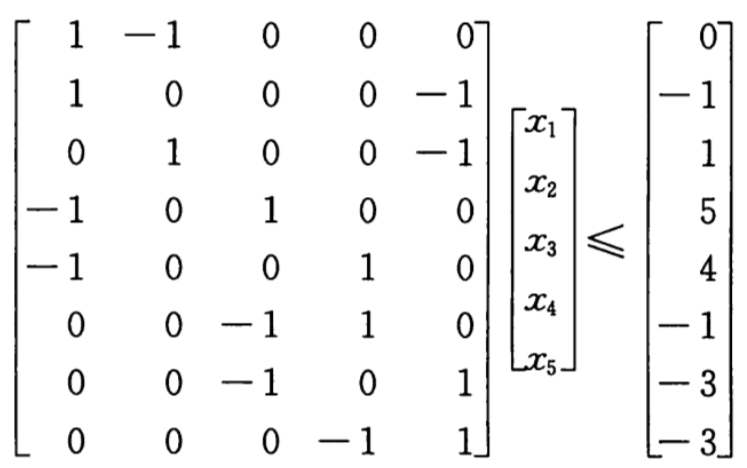 1 −1 0 0 0 0
1 0 0 0 −1 −1
0 1 0 0 −1 x₁ 1
−1 0 1 0 0 x₂ 5
−1 0 0 1 0 x₃ ⩽ 4
0 0 −1 1 0 x₄ −1
0 0 −1 0 1 x₅ −3
0 0 0 −1 1 −3